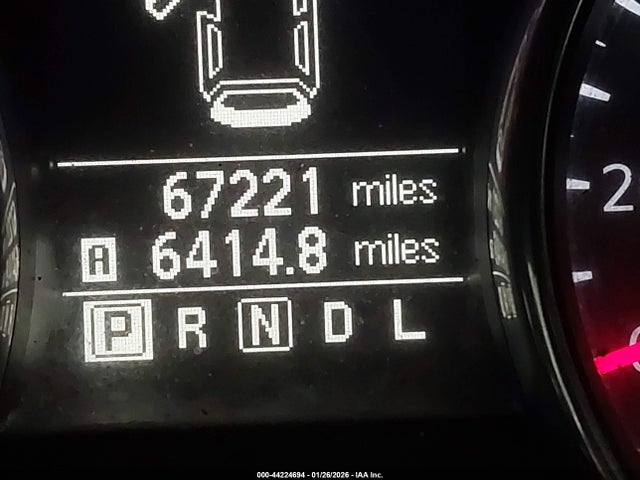 67221 miles
A 6414.8 miles
P R N D L
2
000-44224694 - 01/26/2026 - IAA Inc.